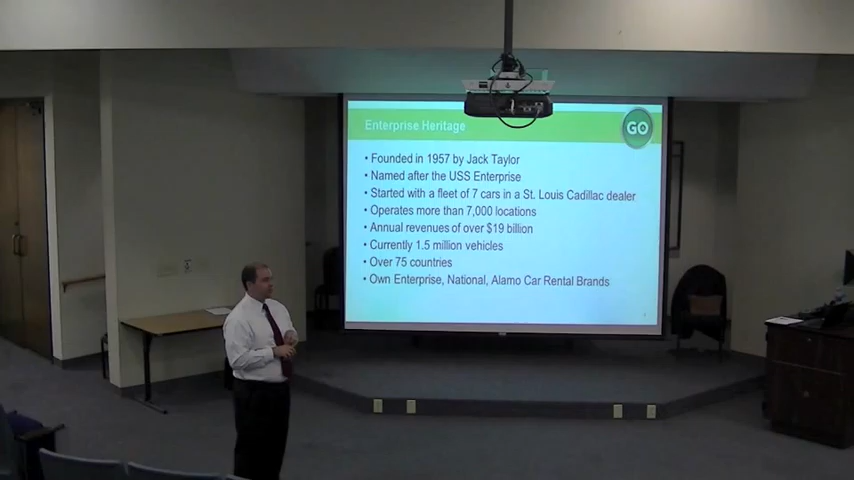 Enterprise Heritage
GO
• Founded in 1957 by Jack Taylor
• Named after the USS Enterprise
• Started with a fleet of 7 cars in a St. Louis Cadillac dealer
• Operates more than 7,000 locations
• Annual revenues of over $19 billion
• Currently 1.5 million vehicles
• Over 75 countries
• Own Enterprise, National, Alamo Car Rental Brands